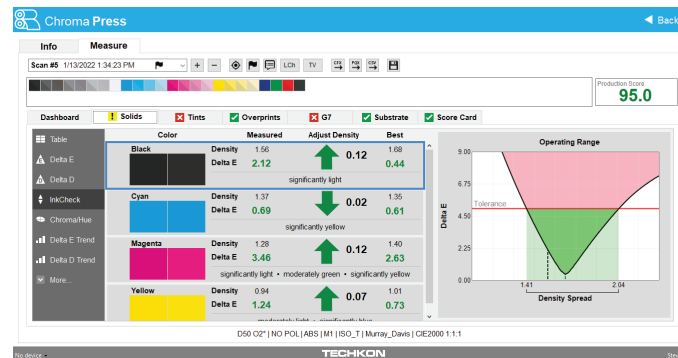 Chroma Press
Back
Info Measure
Scan #5 1/13/2022 1:34:23 PM + − LCh TV CFX PQX CSV
Production Score
95.0
Dashboard Solids Tints Overprints G7 Substrate Score Card
Table
Delta E
Delta D
InkCheck
Chroma/Hue
Delta E Trend
Delta D Trend
More...
Color Measured Adjust Density Best
Black Density 1.56 0.12 1.68
Delta E 2.12 0.44
significantly light
Cyan Density 1.37 0.02 1.35
Delta E 0.69 0.61
significantly yellow
Magenta Density 1.28 0.12 1.40
Delta E 3.46 2.63
significantly light • moderately green • significantly yellow
Yellow Density 0.94 0.07 1.01
Delta E 1.24 0.73
moderately light • significantly blue
Operating Range
9.00
6.75
Tolerance
4.50
2.25
0.00
Delta E
1.41 2.04
Density Spread
D50 O2° | NO POL | ABS | M1 | ISO_T | Murray_Davis | CIE2000 1:1:1
No device
TECHKON